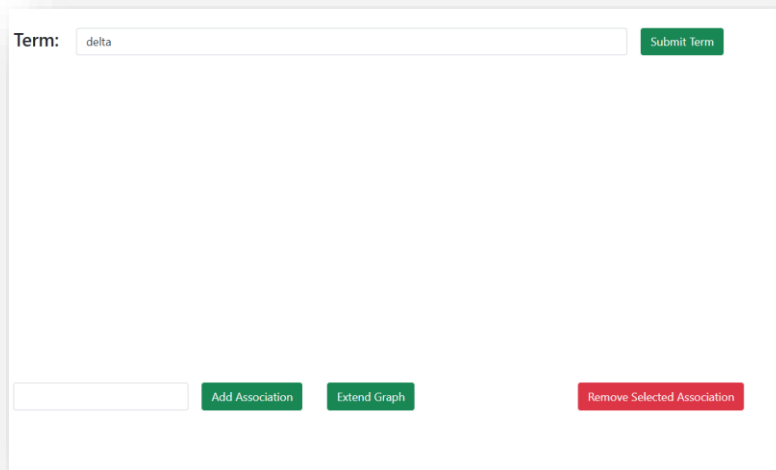 Term: delta Submit Term
Add Association Extend Graph Remove Selected Association